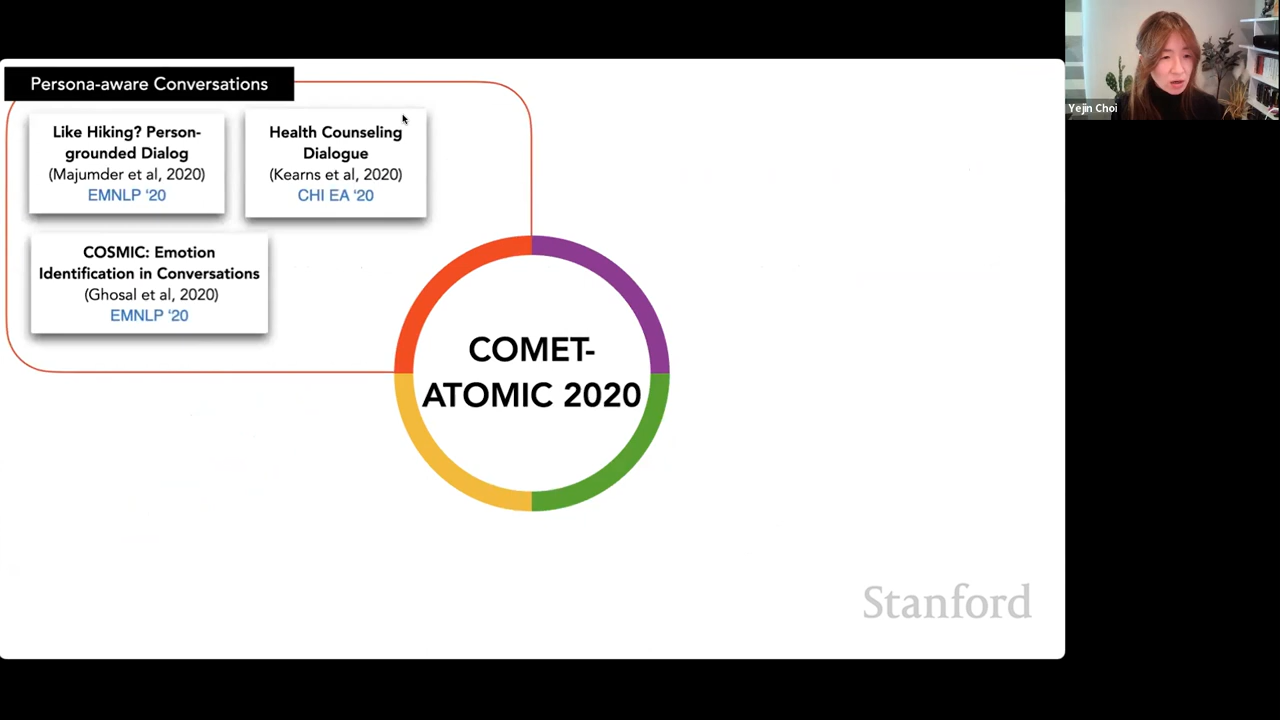 Persona-aware Conversations
Like Hiking? Person-
grounded Dialog
(Majumder et al, 2020)
EMNLP ‘20
Health Counseling
Dialogue
(Kearns et al, 2020)
CHI EA ‘20
COSMIC: Emotion
Identification in Conversations
(Ghosal et al, 2020)
EMNLP ‘20
COMET-
ATOMIC 2020
Stanford
Yejin Choi